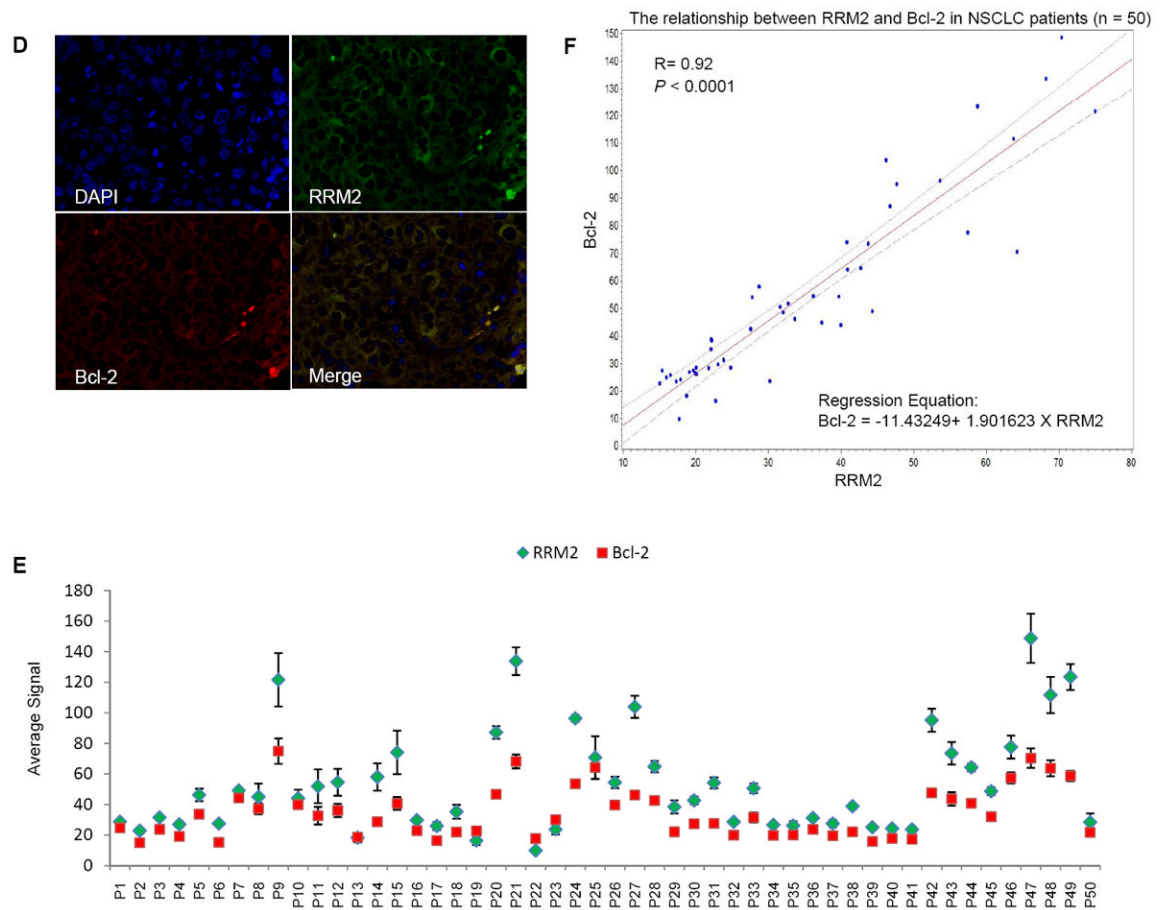 D
DAPI
RRM2
Bcl-2
Merge
F
The relationship between RRM2 and Bcl-2 in NSCLC patients (n = 50)
R= 0.92
P < 0.0001
Bcl-2
150
140
130
120
110
100
90
80
70
60
50
40
30
20
10
0
Regression Equation:
Bcl-2 = -11.43249+ 1.901623 X RRM2
10 20 30 40 50 60 70 80
RRM2
E
RRM2 Bcl-2
Average Signal
180
160
140
120
100
80
60
40
20
0
P1 P2 P3 P4 P5 P6 P7 P8 P9 P10 P11 P12 P13 P14 P15 P16 P17 P18 P19 P20 P21 P22 P23 P24 P25 P26 P27 P28 P29 P30 P31 P32 P33 P34 P35 P36 P37 P38 P39 P40 P41 P42 P43 P44 P45 P46 P47 P48 P49 P50